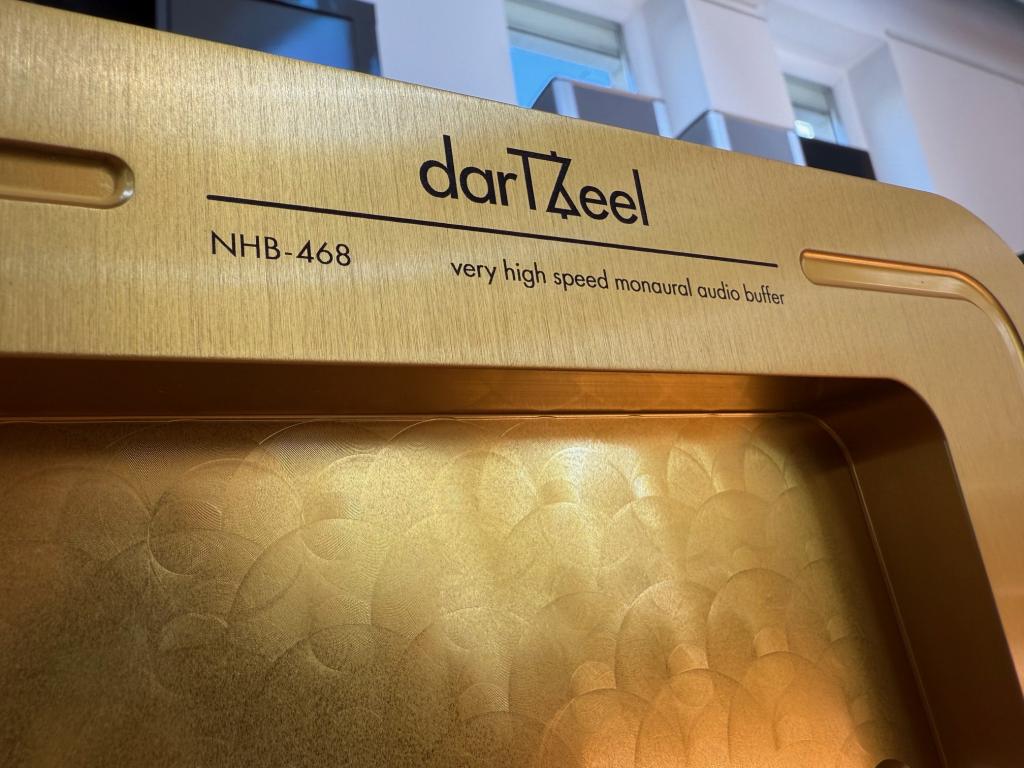 darTZeel
NHB-468
very high speed monaural audio buffer